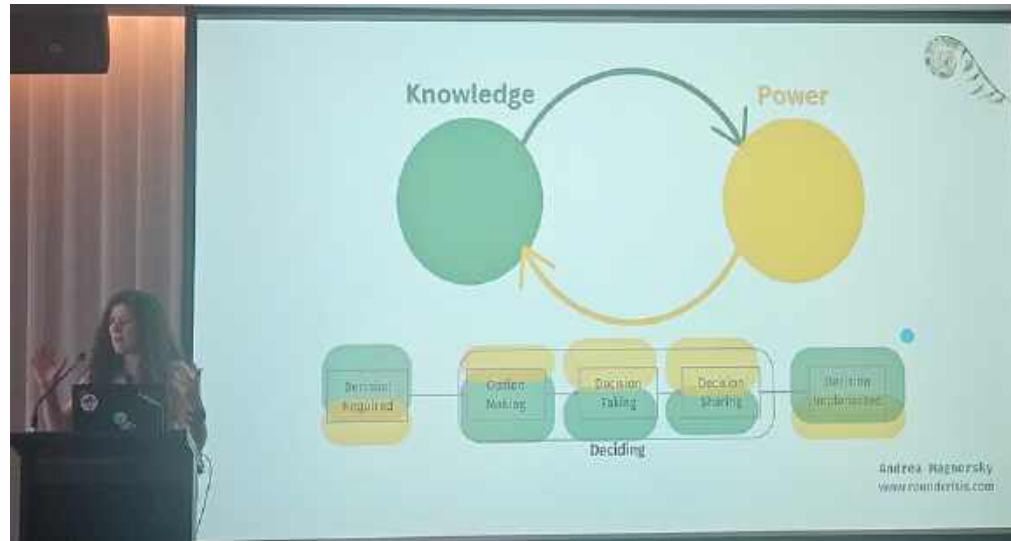 Knowledge
Power
Decision
Required
Option
Making
Decision
Taking
Decision
Sharing
Decision
Implemented
Deciding
Andrea Magnorsky
www.roundcrisis.com